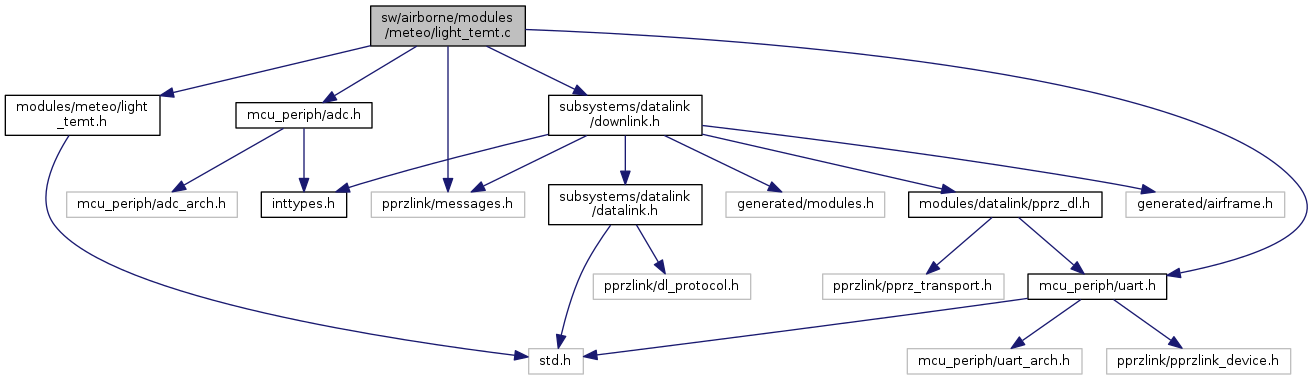 sw/airborne/modules
/meteo/light_temt.c
modules/meteo/light
_temt.h
mcu_periph/adc.h
subsystems/datalink
/downlink.h
mcu_periph/adc_arch.h
inttypes.h
pprzlink/messages.h
subsystems/datalink
/datalink.h
generated/modules.h
modules/datalink/pprz_dl.h
generated/airframe.h
pprzlink/dl_protocol.h
pprzlink/pprz_transport.h
mcu_periph/uart.h
std.h
mcu_periph/uart_arch.h
pprzlink/pprzlink_device.h